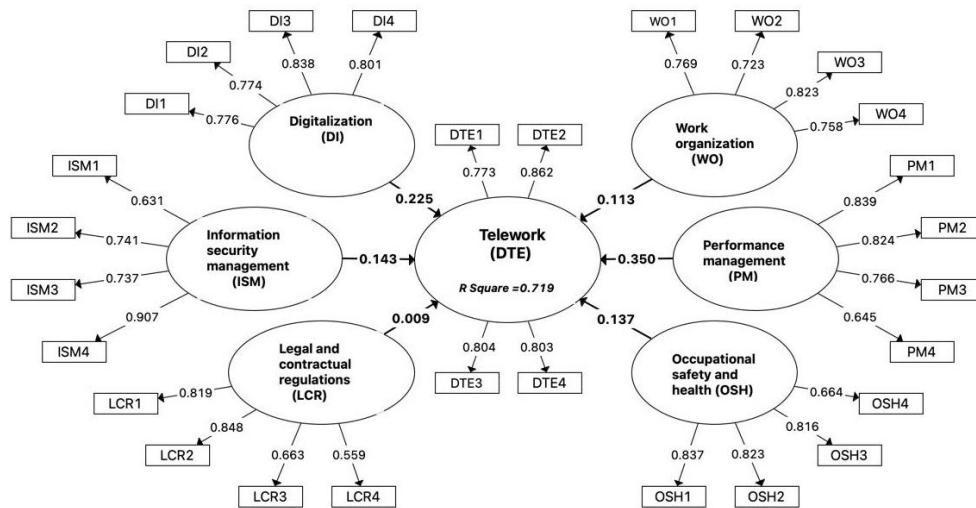 DI3
DI4
DI2
DI1
0.838
0.801
0.774
0.776
Digitalization
(DI)
WO1
WO2
WO3
WO4
0.769
0.723
0.823
0.758
Work
organization
(WO)
DTE1
DTE2
0.773
0.862
0.225
0.113
ISM1
ISM2
ISM3
ISM4
0.631
0.741
0.737
0.907
Information
security
management
(ISM)
0.143
Telework
(DTE)
R Square =0.719
0.350
Performance
management
(PM)
PM1
PM2
PM3
PM4
0.839
0.824
0.766
0.645
0.009
0.137
0.804
0.803
DTE3
DTE4
Legal and
contractual
regulations
(LCR)
LCR1
LCR2
LCR3
LCR4
0.819
0.848
0.663
0.559
Occupational
safety and
health (OSH)
0.664
0.816
0.837
0.823
OSH4
OSH3
OSH1
OSH2